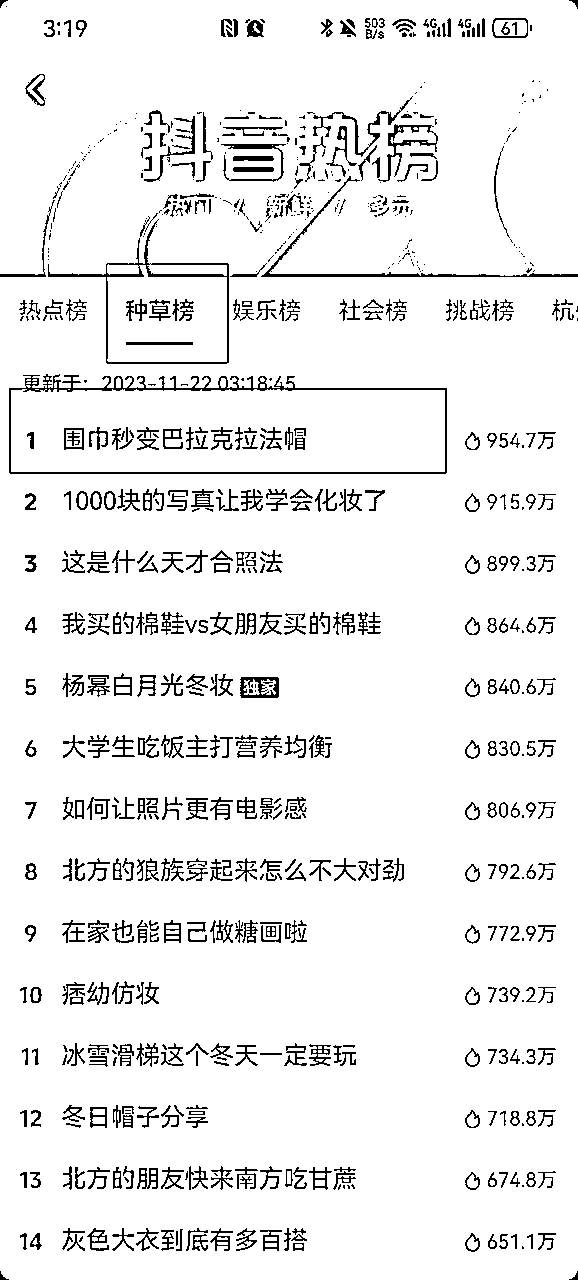 3:19 503 B/s 4G 4G 61
抖音热榜
热门 // 新鲜 // 多元
热点榜 种草榜 娱乐榜 社会榜 挑战榜 杭
更新于：2023-11-22 03:18:45
1 围巾秒变巴拉克拉法帽 954.7万
2 1000块的写真让我学会化妆了 915.9万
3 这是什么天才合照法 899.3万
4 我买的棉鞋vs女朋友买的棉鞋 864.6万
5 杨幂白月光冬妆 独家 840.6万
6 大学生吃饭主打营养均衡 830.5万
7 如何让照片更有电影感 806.9万
8 北方的狼族穿起来怎么不大对劲 792.6万
9 在家也能自己做糖画啦 772.9万
10 痞幼仿妆 739.2万
11 冰雪滑梯这个冬天一定要玩 734.3万
12 冬日帽子分享 718.8万
13 北方的朋友快来南方吃甘蔗 674.8万
14 灰色大衣到底有多百搭 651.1万